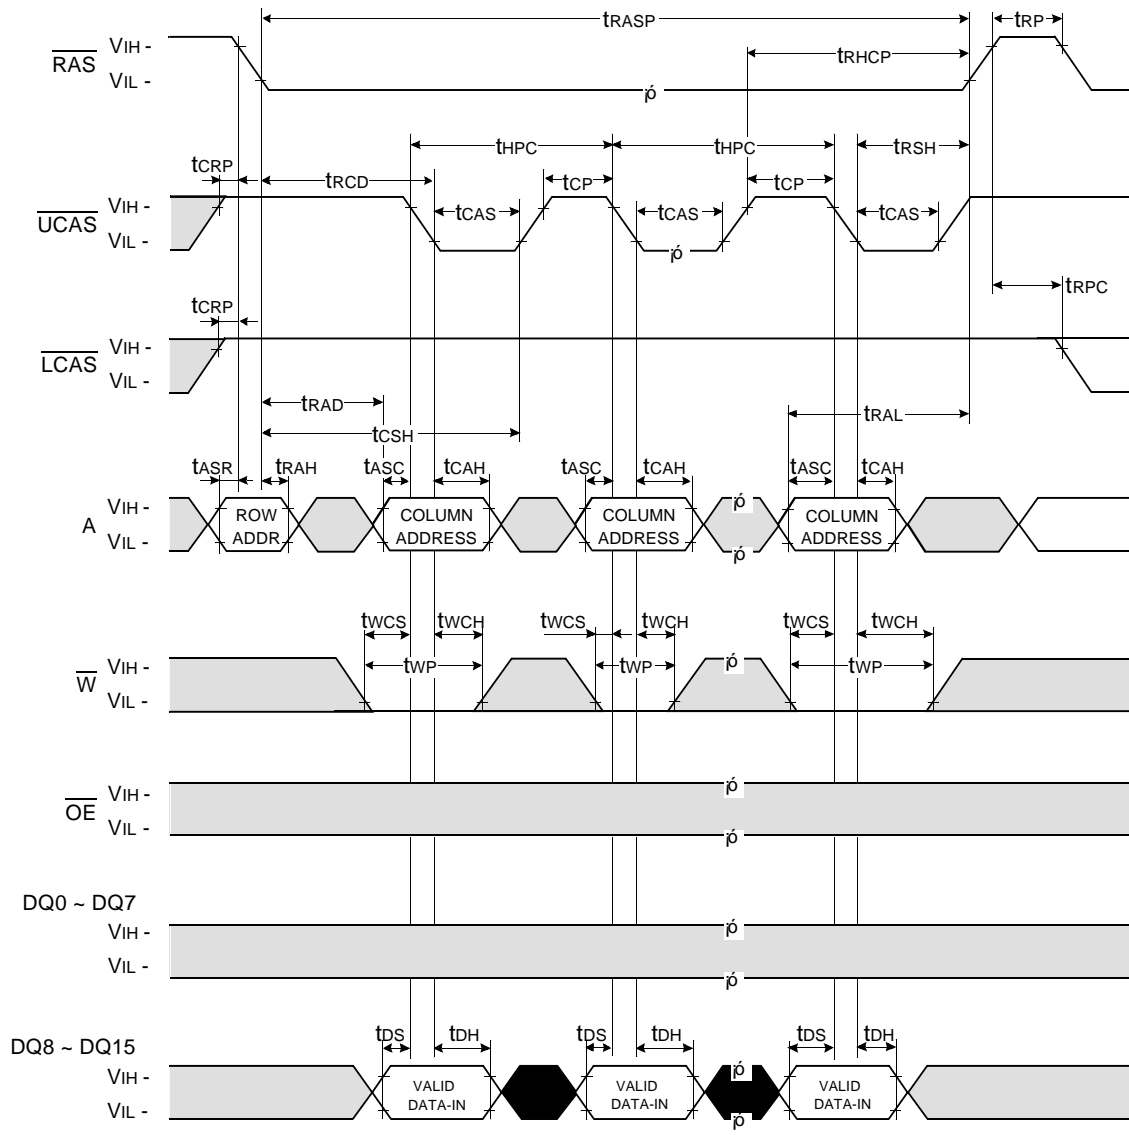 tRASP
tRP
RAS
VIH -
VIL -
tRHCP
¡ó
tHPC
tHPC
tRSH
tCRP
tRCD
tCP
tCP
UCAS
VIH -
VIL -
tCAS
tCAS
tCAS
¡ó
tRPC
tCRP
LCAS
VIH -
VIL -
tRAD
tCSH
tRAL
tASR
tRAH
tASC
tCAH
tASC
tCAH
tASC
tCAH
A
VIH -
VIL -
ROW
ADDR
COLUMN
ADDRESS
COLUMN
ADDRESS
¡ó
¡ó
COLUMN
ADDRESS
tWCS
tWCH
tWCS
tWCH
tWCS
tWCH
W
VIH -
VIL -
tWP
tWP
¡ó
tWP
OE
VIH -
VIL -
¡ó
¡ó
DQ0 ~ DQ7
VIH -
VIL -
¡ó
¡ó
DQ8 ~ DQ15
VIH -
VIL -
tDS
tDH
tDS
tDH
tDS
tDH
VALID
DATA-IN
VALID
DATA-IN
¡ó
¡ó
VALID
DATA-IN